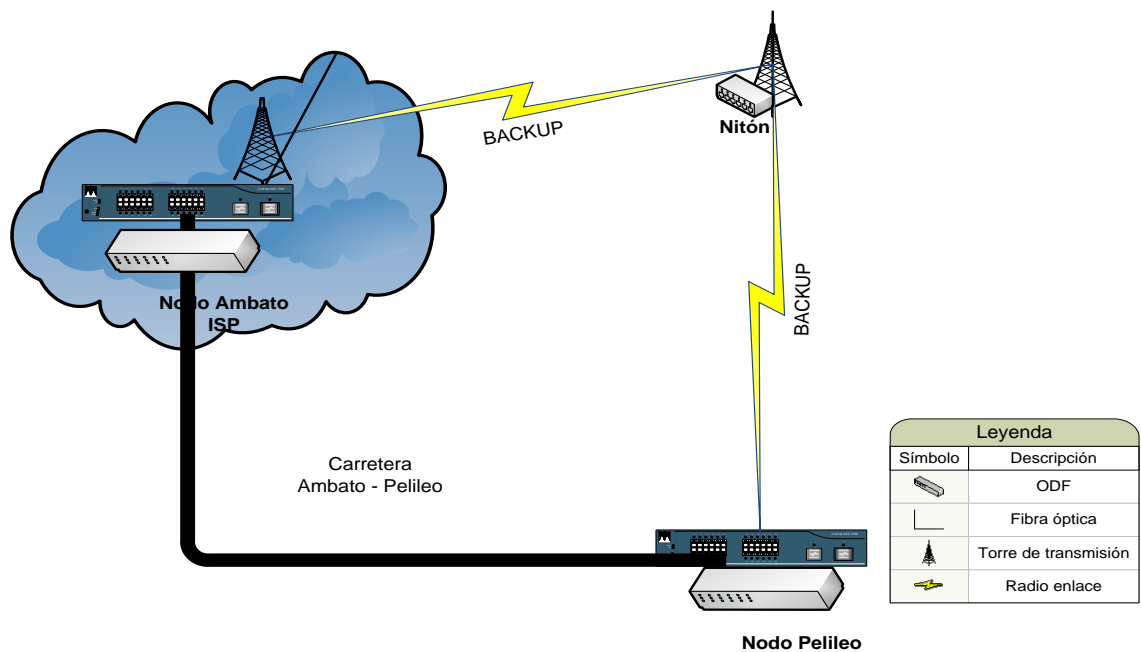 BACKUP
Nitón
Nodo Ambato
ISP
BACKUP
Carretera
Ambato - Pelileo
Nodo Pelileo
Leyenda
Símbolo Descripción
ODF
Fibra óptica
Torre de transmisión
Radio enlace